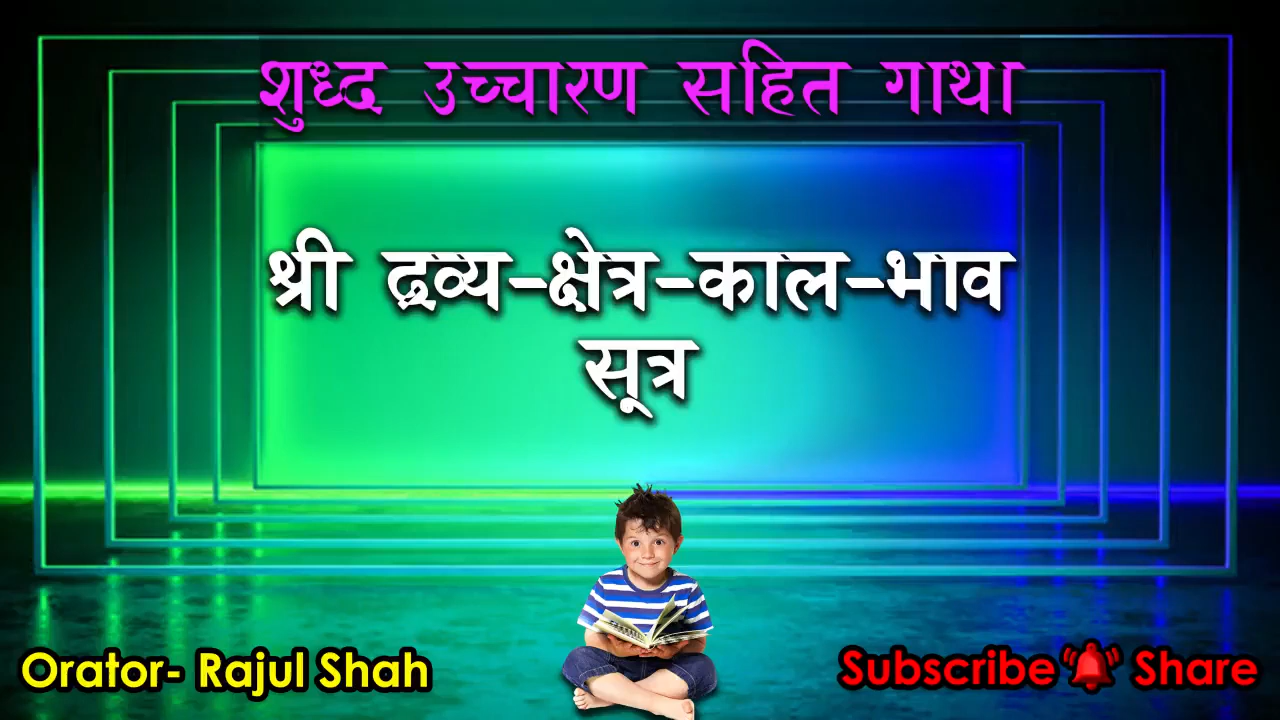 शुध्द उच्चारण सहित गाथा
श्री द्रव्य-क्षेत्र-काल-भाव
सूत्र
Orator- Rajul Shah
Subscribe Share